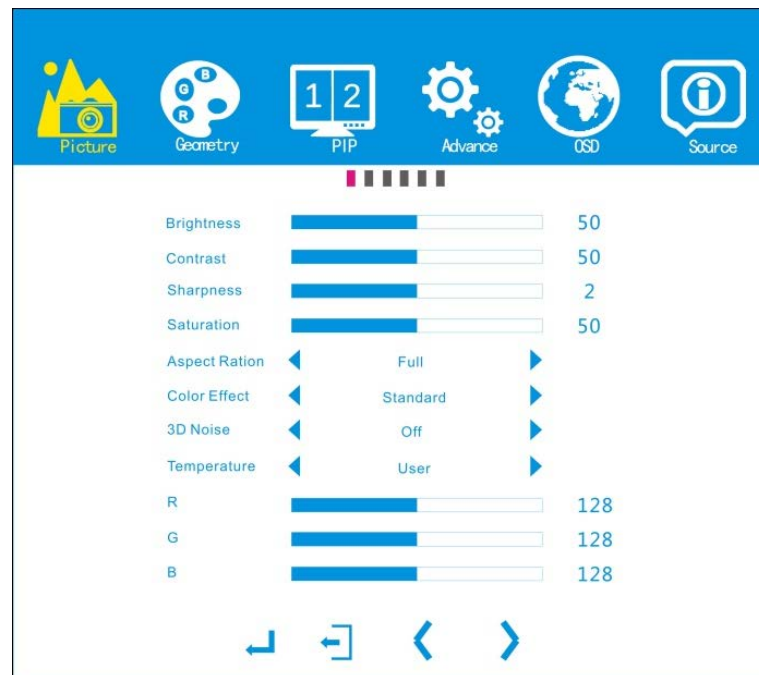 B
G
R
1 2
Picture Geometry PIP Advance OSD Source
Brightness 50
Contrast 50
Sharpness 2
Saturation 50
Aspect Ration Full
Color Effect Standard
3D Noise Off
Temperature User
R 128
G 128
B 128